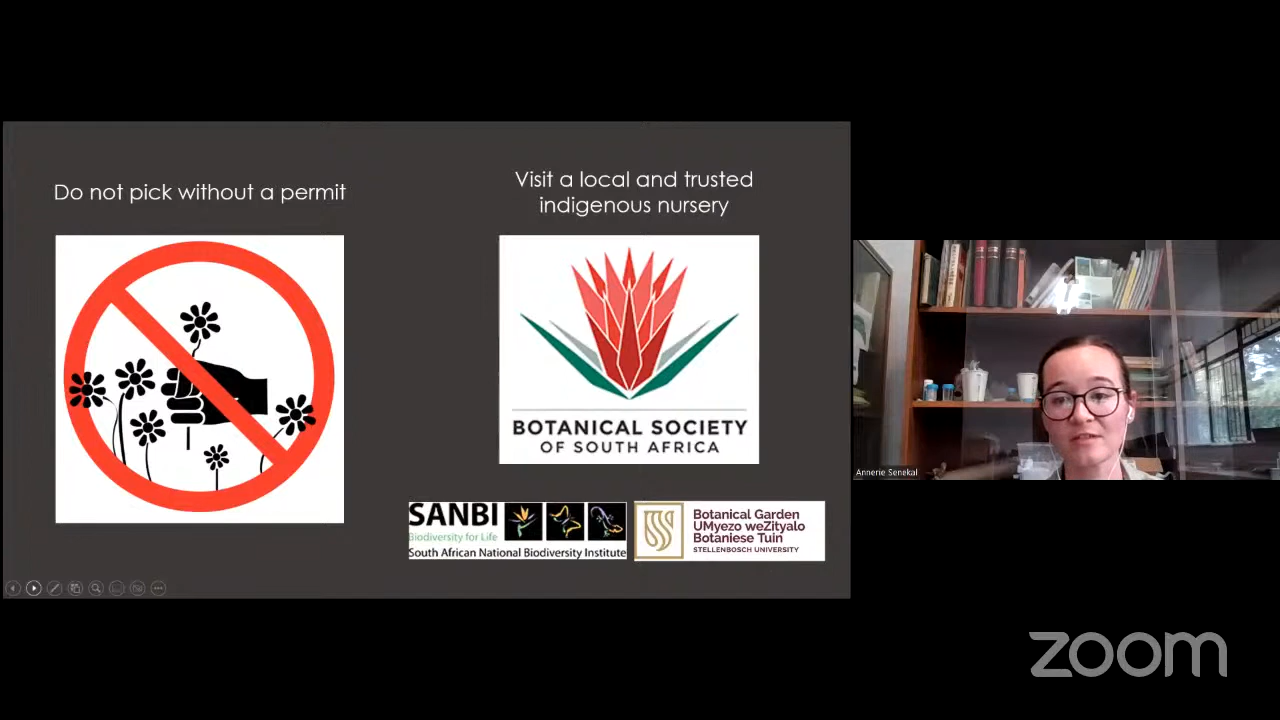 Do not pick without a permit
Visit a local and trusted
indigenous nursery
BOTANICAL SOCIETY
OF SOUTH AFRICA
SANBI
Biodiversity for Life
South African National Biodiversity Institute
Botanical Garden
UMyezo weZityalo
Botaniese Tuin
STELLENBOSCH UNIVERSITY
Annerie Senekal
zoom